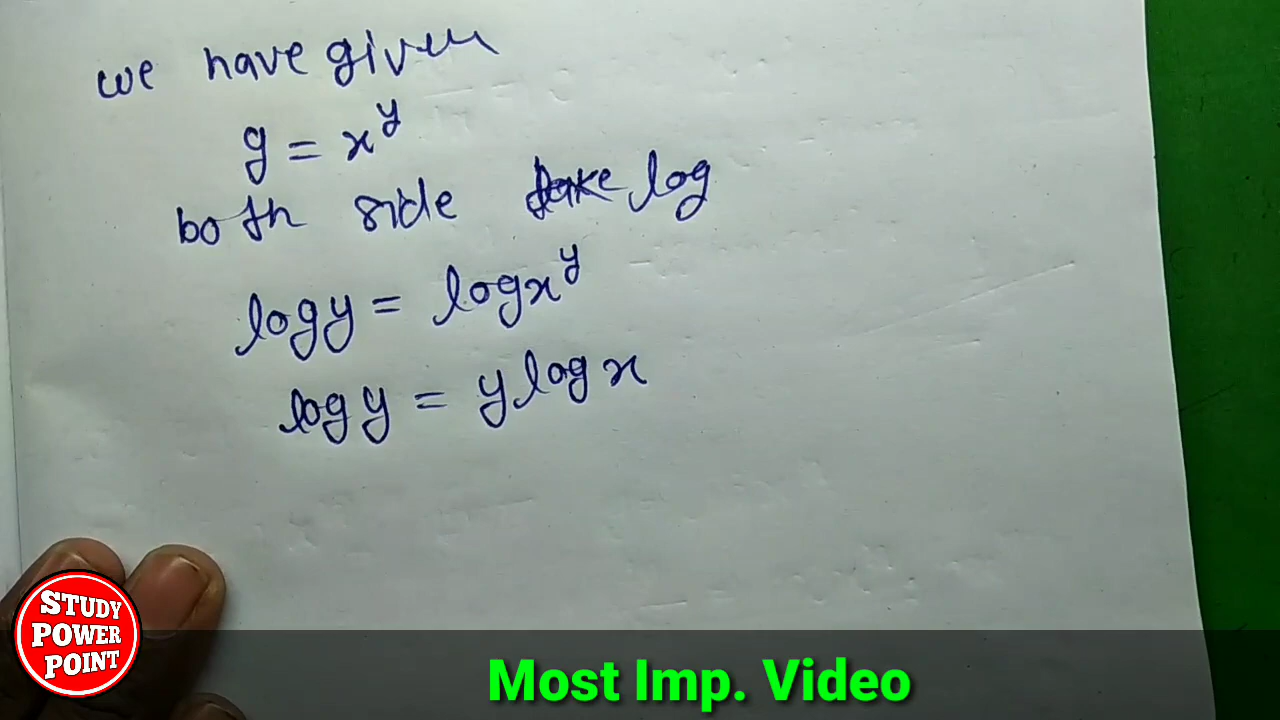 we have given
y = x^y
both side take log
log y = log x^y
log y = y log x
STUDY
POWER
POINT
Most Imp. Video